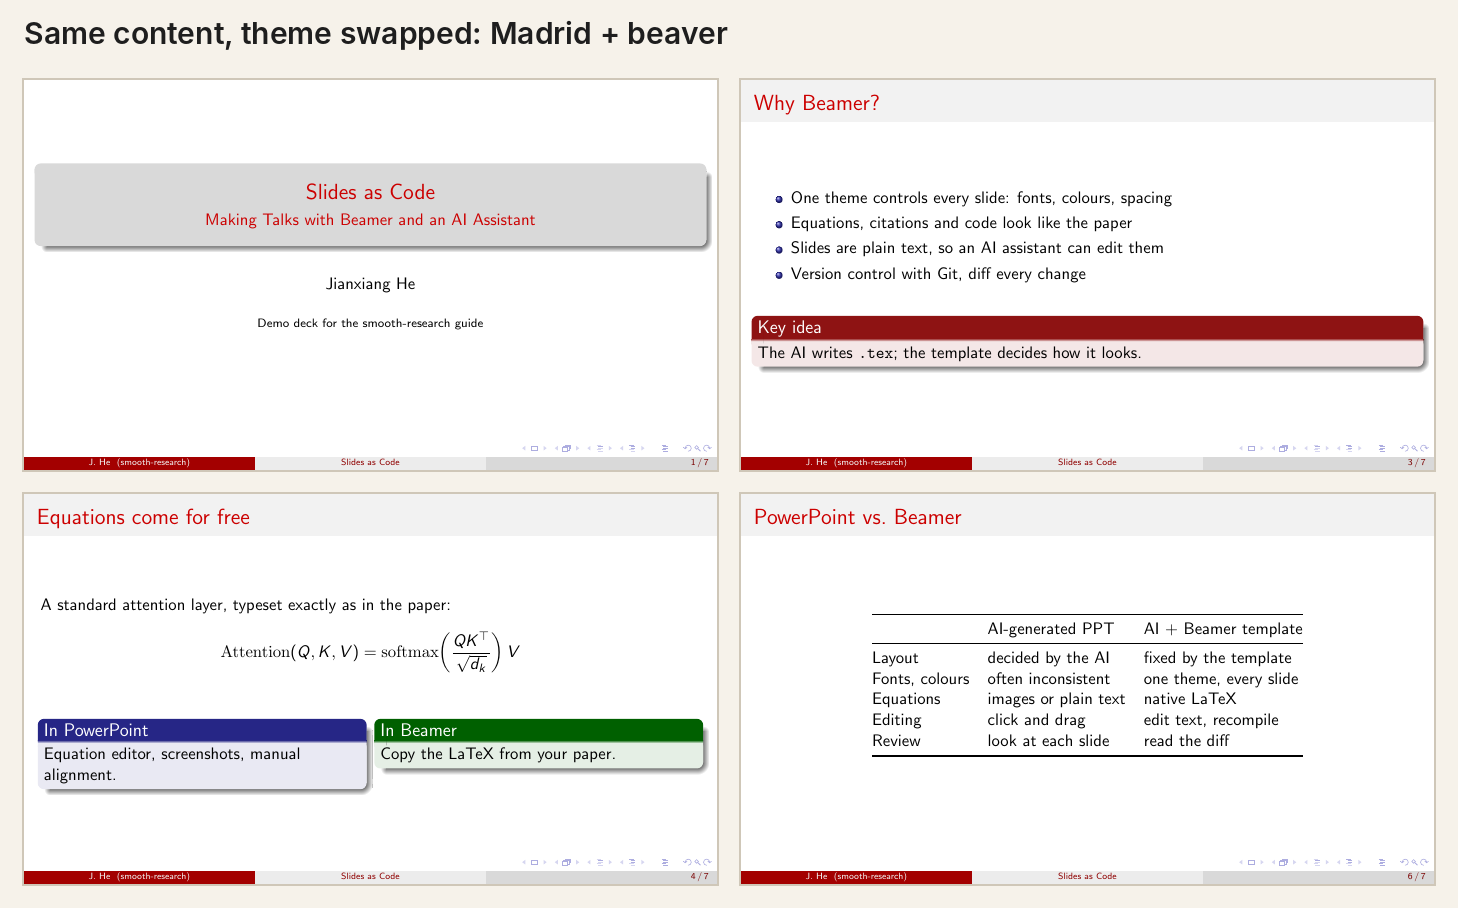 Same content, theme swapped: Madrid + beaver
Slides as Code
Making Talks with Beamer and an AI Assistant
Jianxiang He
Demo deck for the smooth-research guide
J. He (smooth-research) Slides as Code 1 / 7
Why Beamer?
One theme controls every slide: fonts, colours, spacing
Equations, citations and code look like the paper
Slides are plain text, so an AI assistant can edit them
Version control with Git, diff every change
Key idea
The AI writes .tex; the template decides how it looks.
J. He (smooth-research) Slides as Code 3 / 7
Equations come for free
A standard attention layer, typeset exactly as in the paper:
Attention(Q, K, V) = softmax(QK⊤ / √dk) V
In PowerPoint
Equation editor, screenshots, manual
alignment.
In Beamer
Copy the LaTeX from your paper.
J. He (smooth-research) Slides as Code 4 / 7
PowerPoint vs. Beamer
AI-generated PPT AI + Beamer template
Layout decided by the AI fixed by the template
Fonts, colours often inconsistent one theme, every slide
Equations images or plain text native LaTeX
Editing click and drag edit text, recompile
Review look at each slide read the diff
J. He (smooth-research) Slides as Code 6 / 7